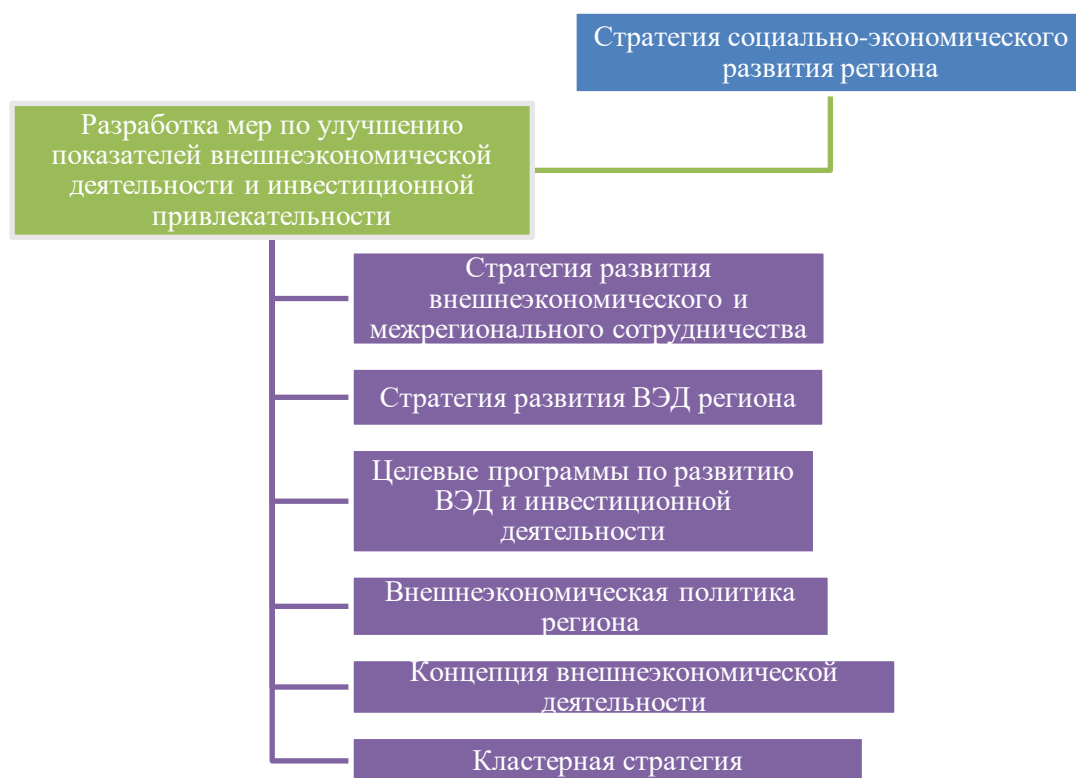 Стратегия социально-экономического
развития региона
Разработка мер по улучшению
показателей внешнеэкономической
деятельности и инвестиционной
привлекательности
Стратегия развития
внешнеэкономического и
межрегионального сотрудничества
Стратегия развития ВЭД региона
Целевые программы по развитию
ВЭД и инвестиционной
деятельности
Внешнеэкономическая политика
региона
Концепция внешнеэкономической
деятельности
Кластерная стратегия